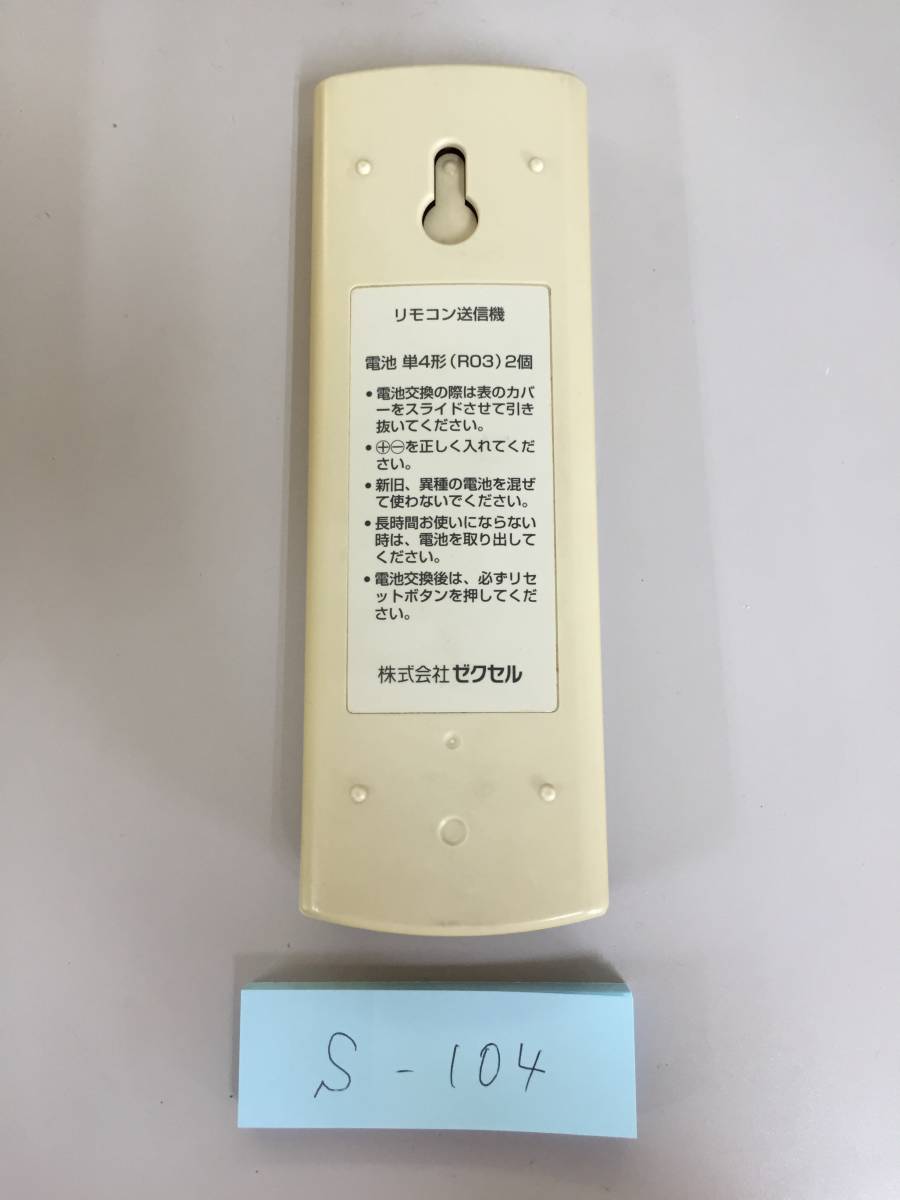 リモコン送信機
電池 単4形(R03)2個
•電池交換の際は表のカバ
ーをスライドさせて引き
抜いてください。
•⊕⊖を正しく入れてくだ
さい。
•新旧、異種の電池を混ぜ
て使わないでください。
•長時間お使いにならない
時は、電池を取り出して
ください。
•電池交換後は、必ずリセ
ットボタンを押してくだ
さい。
株式会社ゼクセル
S-104